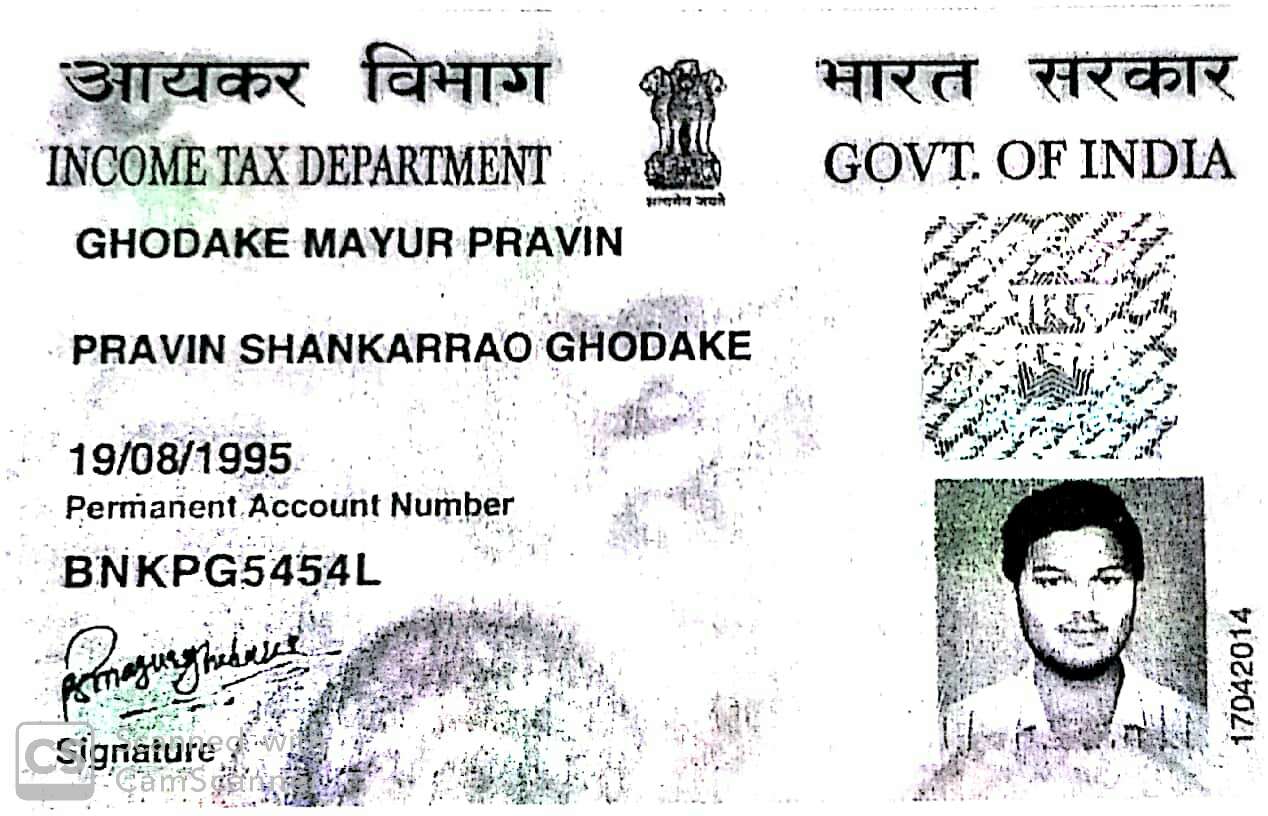 आयकर विभाग
भारत सरकार
INCOME TAX DEPARTMENT
GOVT. OF INDIA
सत्यमेव जयते
GHODAKE MAYUR PRAVIN
PRAVIN SHANKARRAO GHODAKE
19/08/1995
Permanent Account Number
BNKPG5454L
Signature
17042014
CS
Scanned with
CamScanner